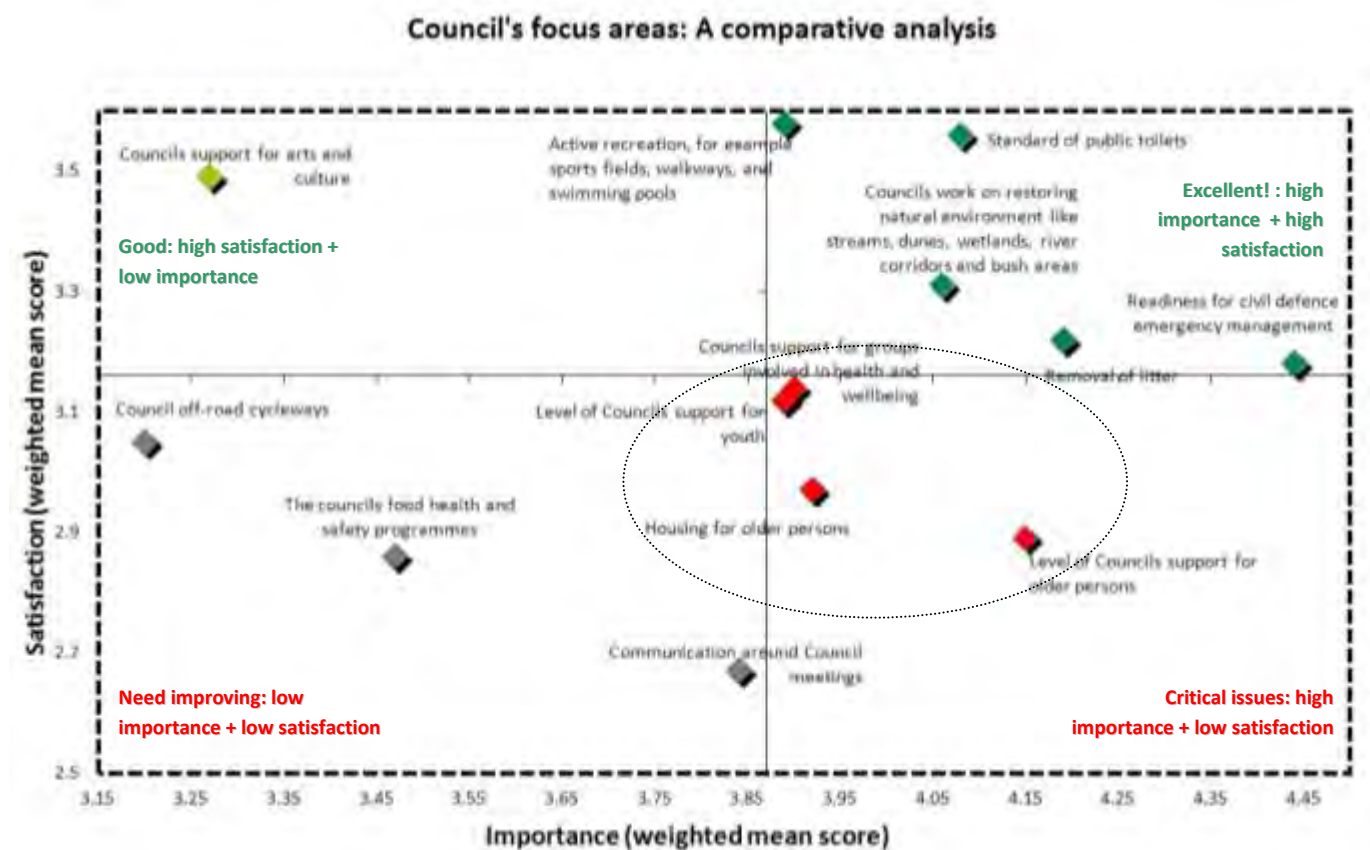 Council's focus areas: A comparative analysis
Councils support for arts and
culture
Good: high satisfaction +
low importance
Active recreation, for example
sports fields, walkways, and
swimming pools
Standard of public toilets
Councils work on restoring
natural environment like
streams, dunes, wetlands, river
corridors and bush areas
Excellent! : high
importance + high
satisfaction
Readiness for civil defence
emergency management
Removal of litter
Councils support for groups
involved in health and
wellbeing
Level of Councils support for
youth
Council off-road cycleways
The councils food health and
safety programmes
Housing for older persons
Level of Councils support for
older persons
Communication around Council
meetings
Need improving: low
importance + low satisfaction
Critical issues: high
importance + low satisfaction
Satisfaction (weighted mean score)
3.5
3.3
3.1
2.9
2.7
2.5
3.15 3.25 3.35 3.45 3.55 3.65 3.75 3.85 3.95 4.05 4.15 4.25 4.35 4.45
Importance (weighted mean score)